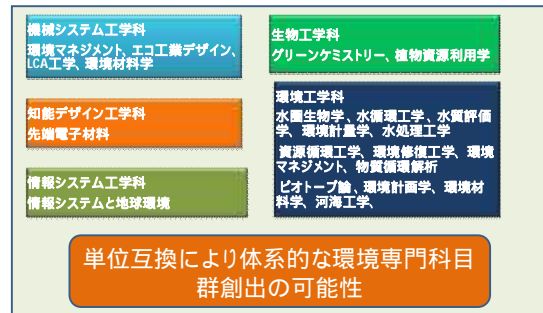 機械システム工学科
環境マネジメント、エコ工業デザイン、
LCA工学、環境材料学
知能デザイン工学科
先端電子材料
情報システム工学科
情報システムと地球環境
生物工学科
グリーンケミストリー、植物資源利用学
環境工学科
水圏生物学、水循環工学、水質評価
学、環境計量学、水処理工学
資源循環工学、環境修復工学、環境
マネジメント、物質循環解析
ビオトープ論、環境計画学、環境材
料学、河海工学、
単位互換により体系的な環境専門科目
群創出の可能性